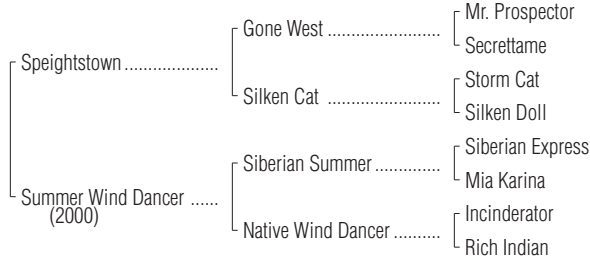 Mr. Prospector
Gone West ......................
Secrettame
Speightstown ....................
Storm Cat
Silken Cat ......................
Silken Doll
Siberian Express
Siberian Summer ..............
Mia Karina
Summer Wind Dancer ......
(2000)
Incinderator
Native Wind Dancer ..........
Rich Indian